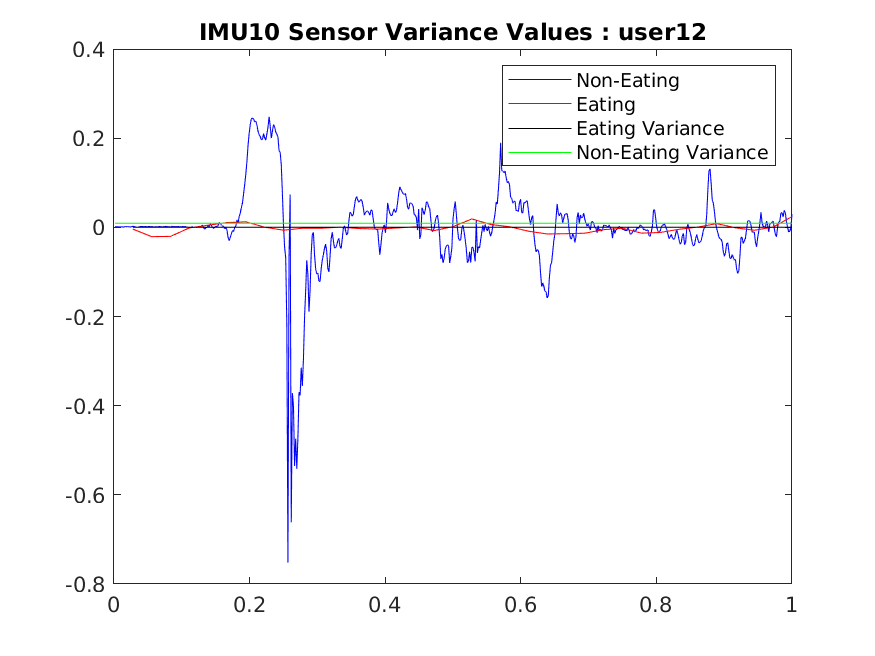 IMU10 Sensor Variance Values : user12
0.4
0.2
0
-0.2
-0.4
-0.6
-0.8
Non-Eating
Eating
Eating Variance
Non-Eating Variance
0 0.2 0.4 0.6 0.8 1